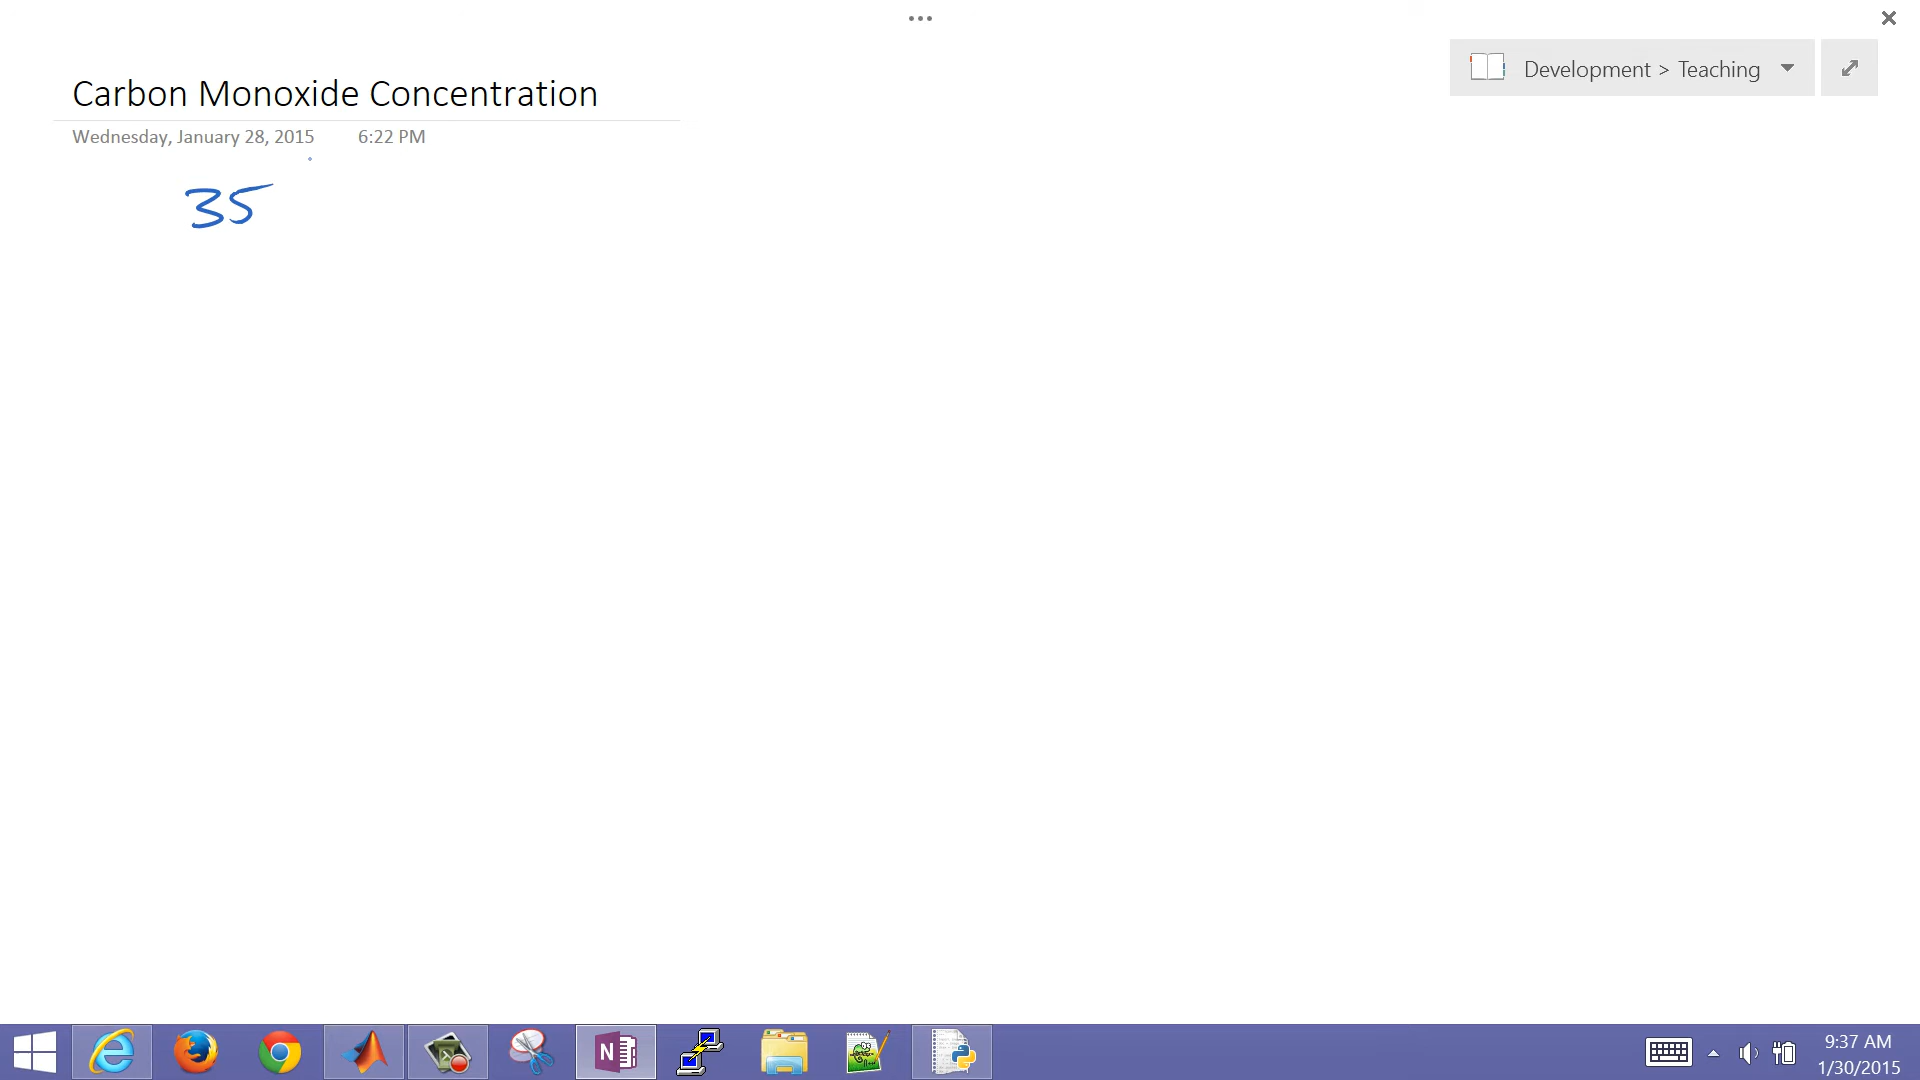 Development > Teaching
Carbon Monoxide Concentration
Wednesday, January 28, 2015 6:22 PM
35
N
9:37 AM
1/30/2015